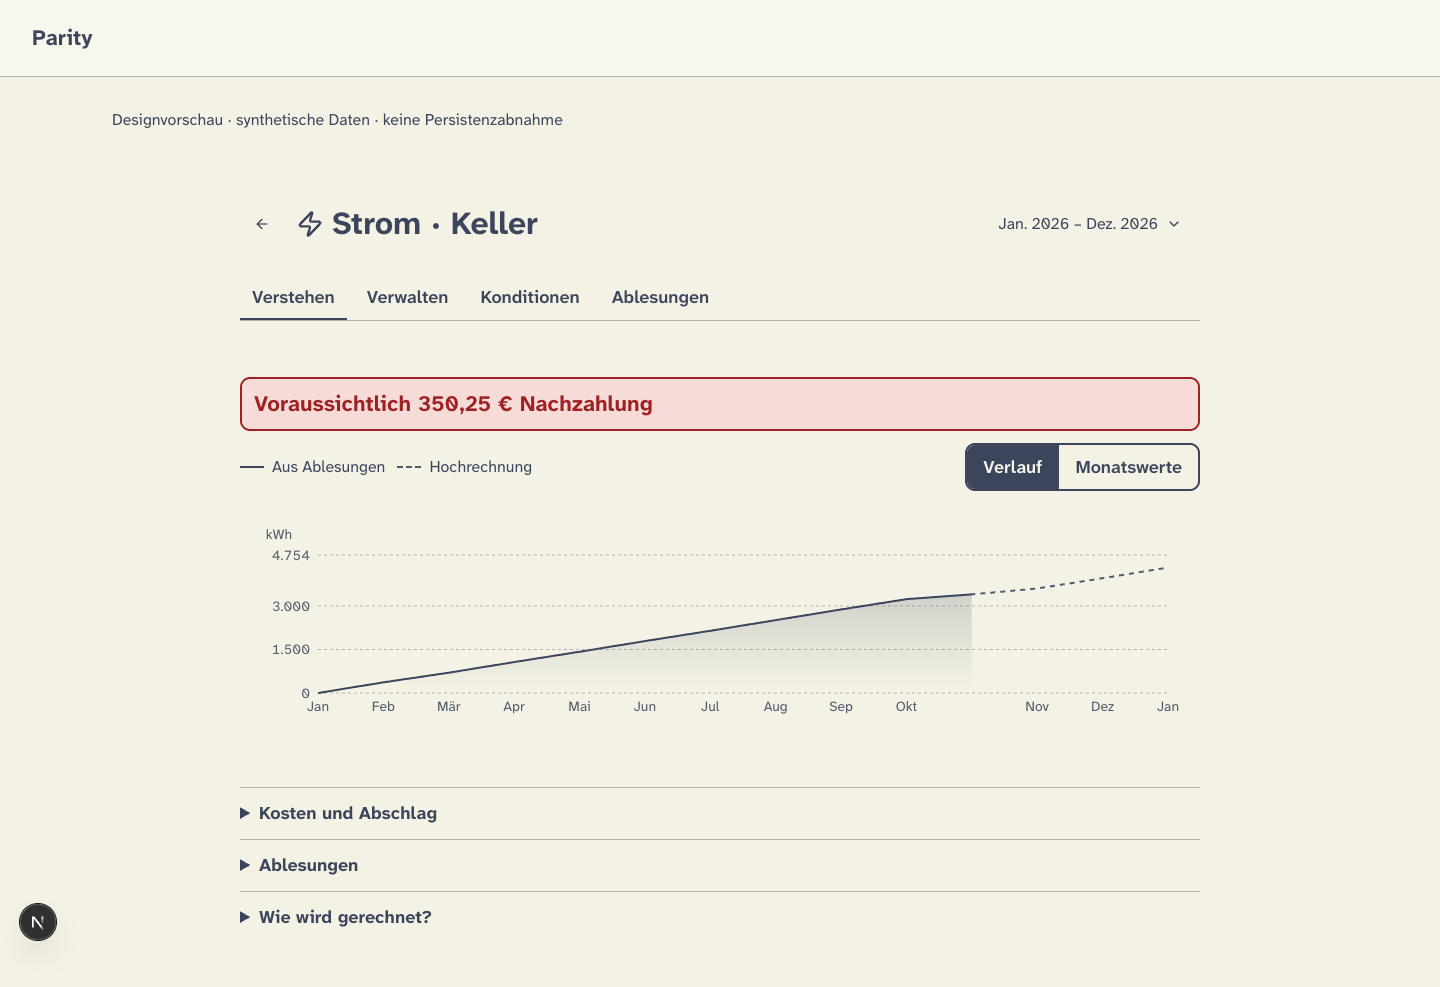 Parity
Designvorschau · synthetische Daten · keine Persistenzabnahme
Strom · Keller
Jan. 2026 – Dez. 2026
Verstehen Verwalten Konditionen Ablesungen
Voraussichtlich 350,25 € Nachzahlung
Aus Ablesungen Hochrechnung
Verlauf Monatswerte
kWh
4.754
3.000
1.500
0
Jan Feb Mär Apr Mai Jun Jul Aug Sep Okt Nov Dez Jan
Kosten und Abschlag
Ablesungen
Wie wird gerechnet?
N